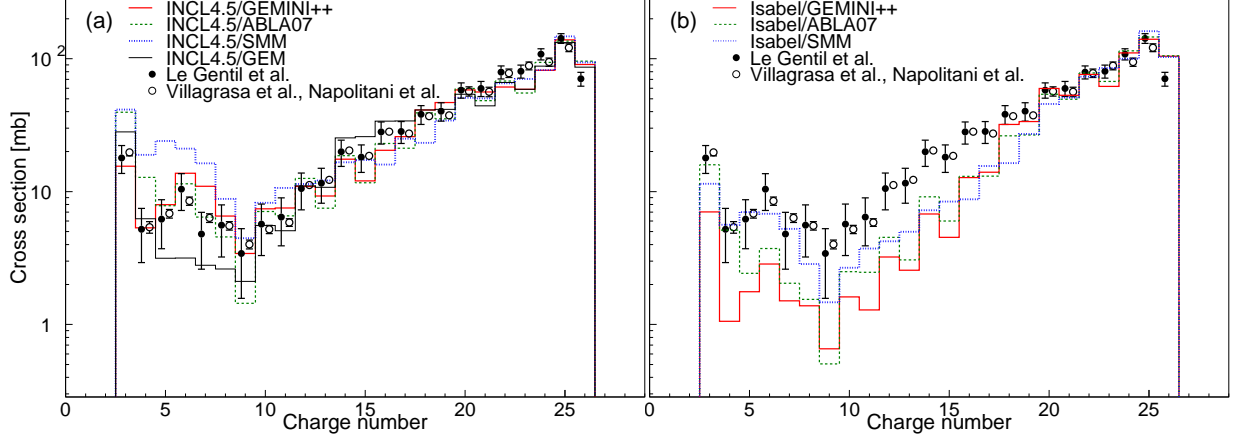 (a)
INCL4.5/GEMINI++
INCL4.5/ABLA07
INCL4.5/SMM
INCL4.5/GEM
Le Gentil et al.
Villagrasa et al., Napolitani et al.
Cross section [mb]
10 2
10
1
0 5 10 15 20 25
Charge number
(b)
Isabel/GEMINI++
Isabel/ABLA07
Isabel/SMM
Le Gentil et al.
Villagrasa et al., Napolitani et al.
0 5 10 15 20 25
Charge number